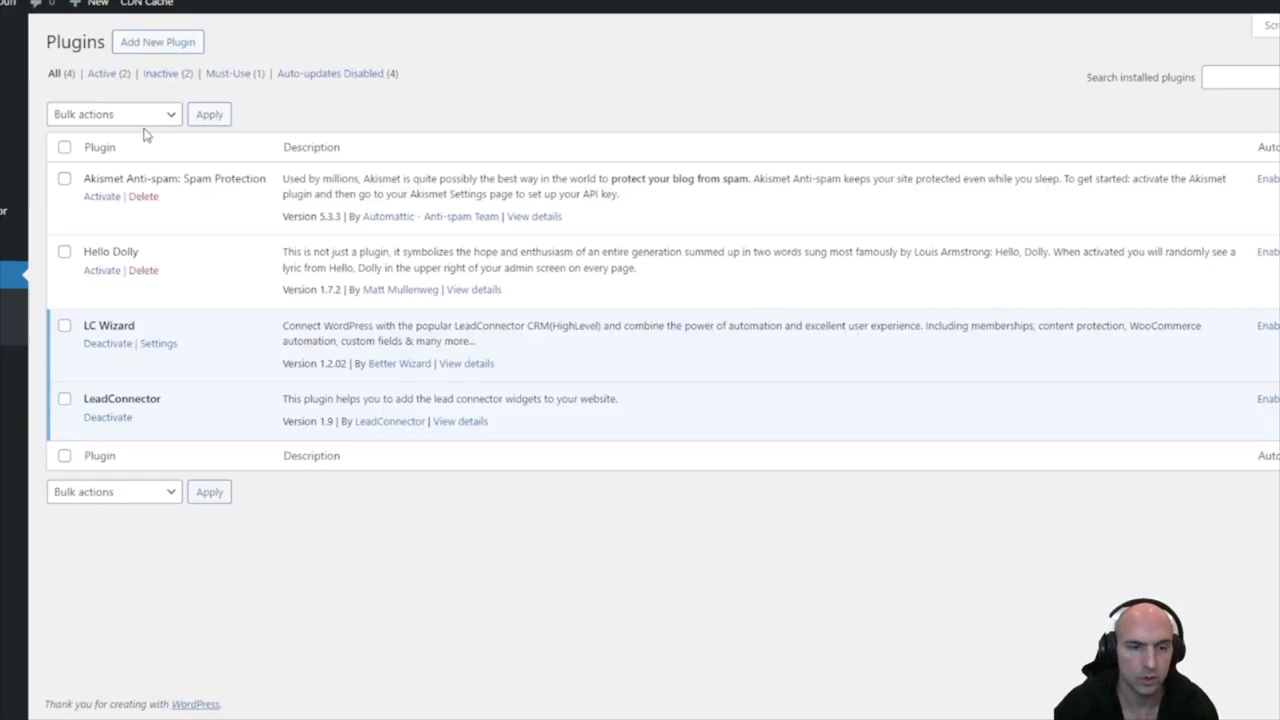 New CDN Cache
Plugins Add New Plugin
All (4) | Active (2) | Inactive (2) | Must-Use (1) | Auto-updates Disabled (4)
Search installed plugins
Bulk actions Apply
Plugin Description
Akismet Anti-spam: Spam Protection
Activate | Delete
Used by millions, Akismet is quite possibly the best way in the world to protect your blog from spam. Akismet Anti-spam keeps your site protected even while you sleep. To get started: activate the Akismet
plugin and then go to your Akismet Settings page to set up your API key.
Version 5.3.3 | By Automattic - Anti-spam Team | View details
Hello Dolly
Activate | Delete
This is not just a plugin, it symbolizes the hope and enthusiasm of an entire generation summed up in two words sung most famously by Louis Armstrong: Hello, Dolly. When activated you will randomly see a
lyric from Hello, Dolly in the upper right of your admin screen on every page.
Version 1.7.2 | By Matt Mullenweg | View details
LC Wizard
Deactivate | Settings
Connect WordPress with the popular LeadConnector CRM(HighLevel) and combine the power of automation and excellent user experience. Including memberships, content protection, WooCommerce
automation, custom fields & many more...
Version 1.2.02 | By Better Wizard | View details
LeadConnector
Deactivate
This plugin helps you to add the lead connector widgets to your website.
Version 1.9 | By LeadConnector | View details
Plugin Description
Bulk actions Apply
Thank you for creating with WordPress.